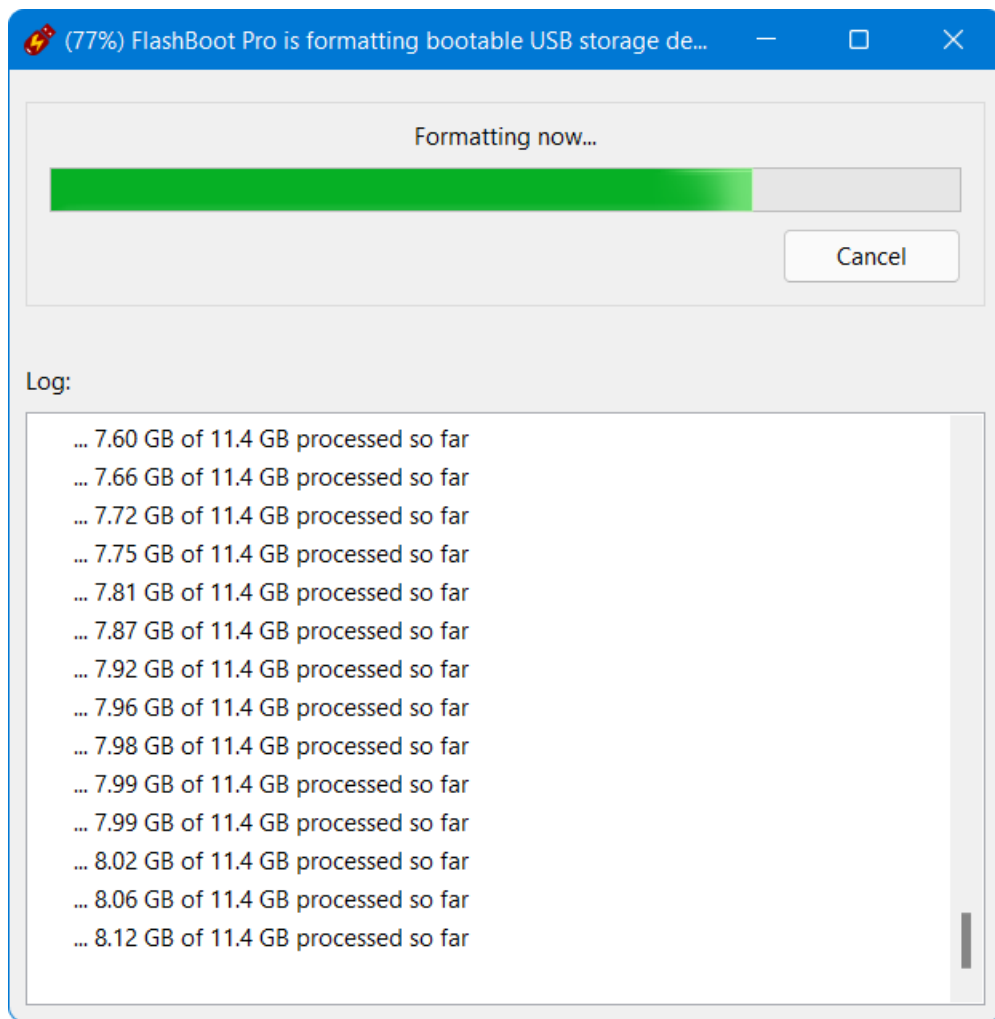 (77%) FlashBoot Pro is formatting bootable USB storage de...
Formatting now...
Cancel
Log:
... 7.60 GB of 11.4 GB processed so far
... 7.66 GB of 11.4 GB processed so far
... 7.72 GB of 11.4 GB processed so far
... 7.75 GB of 11.4 GB processed so far
... 7.81 GB of 11.4 GB processed so far
... 7.87 GB of 11.4 GB processed so far
... 7.92 GB of 11.4 GB processed so far
... 7.96 GB of 11.4 GB processed so far
... 7.98 GB of 11.4 GB processed so far
... 7.99 GB of 11.4 GB processed so far
... 7.99 GB of 11.4 GB processed so far
... 8.02 GB of 11.4 GB processed so far
... 8.06 GB of 11.4 GB processed so far
... 8.12 GB of 11.4 GB processed so far